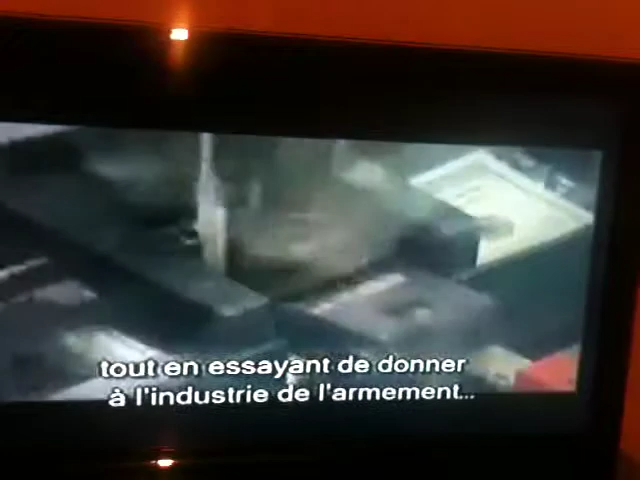 tout en essayant de donner
à l'industrie de l'armement...